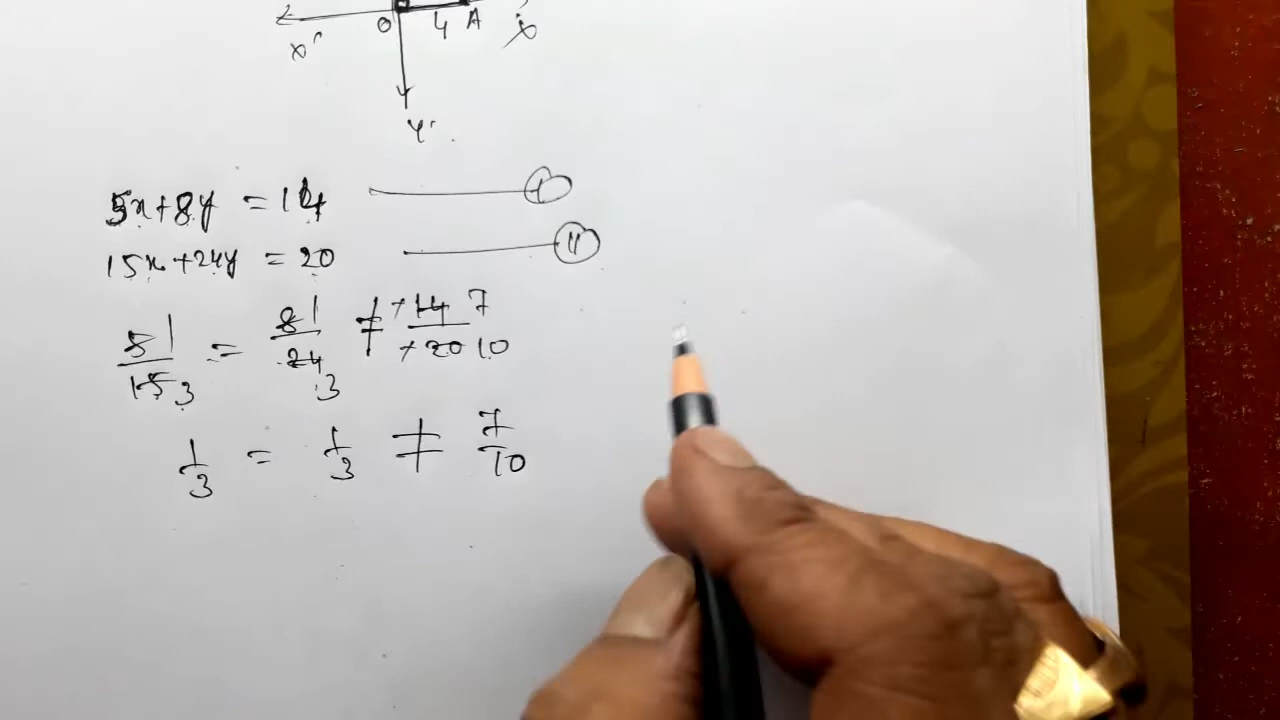 X' O 4 A X
Y'
5x+8y = 14 I
15x+24y = 20 II
5 1 / 15 3 = 8 1 / 24 3 ≠ +14 7 / +20 10
1/3 = 1/3 ≠ 7/10